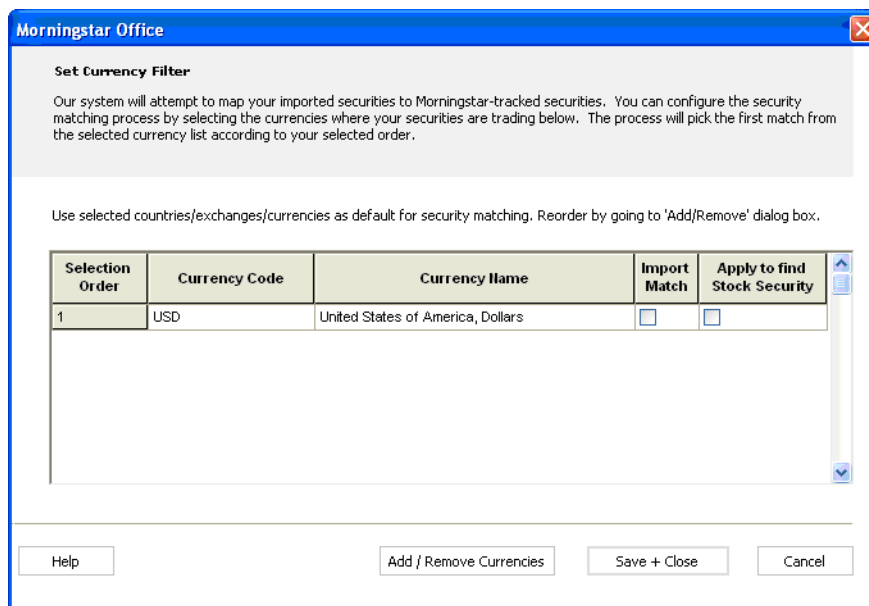 Morningstar Office
Set Currency Filter
Our system will attempt to map your imported securities to Morningstar-tracked securities. You can configure the security
matching process by selecting the currencies where your securities are trading below. The process will pick the first match from
the selected currency list according to your selected order.
Use selected countries/exchanges/currencies as default for security matching. Reorder by going to 'Add/Remove' dialog box.
Selection Order Currency Code Currency Name Import Match Apply to find Stock Security
1 USD United States of America, Dollars
Help Add / Remove Currencies Save + Close Cancel